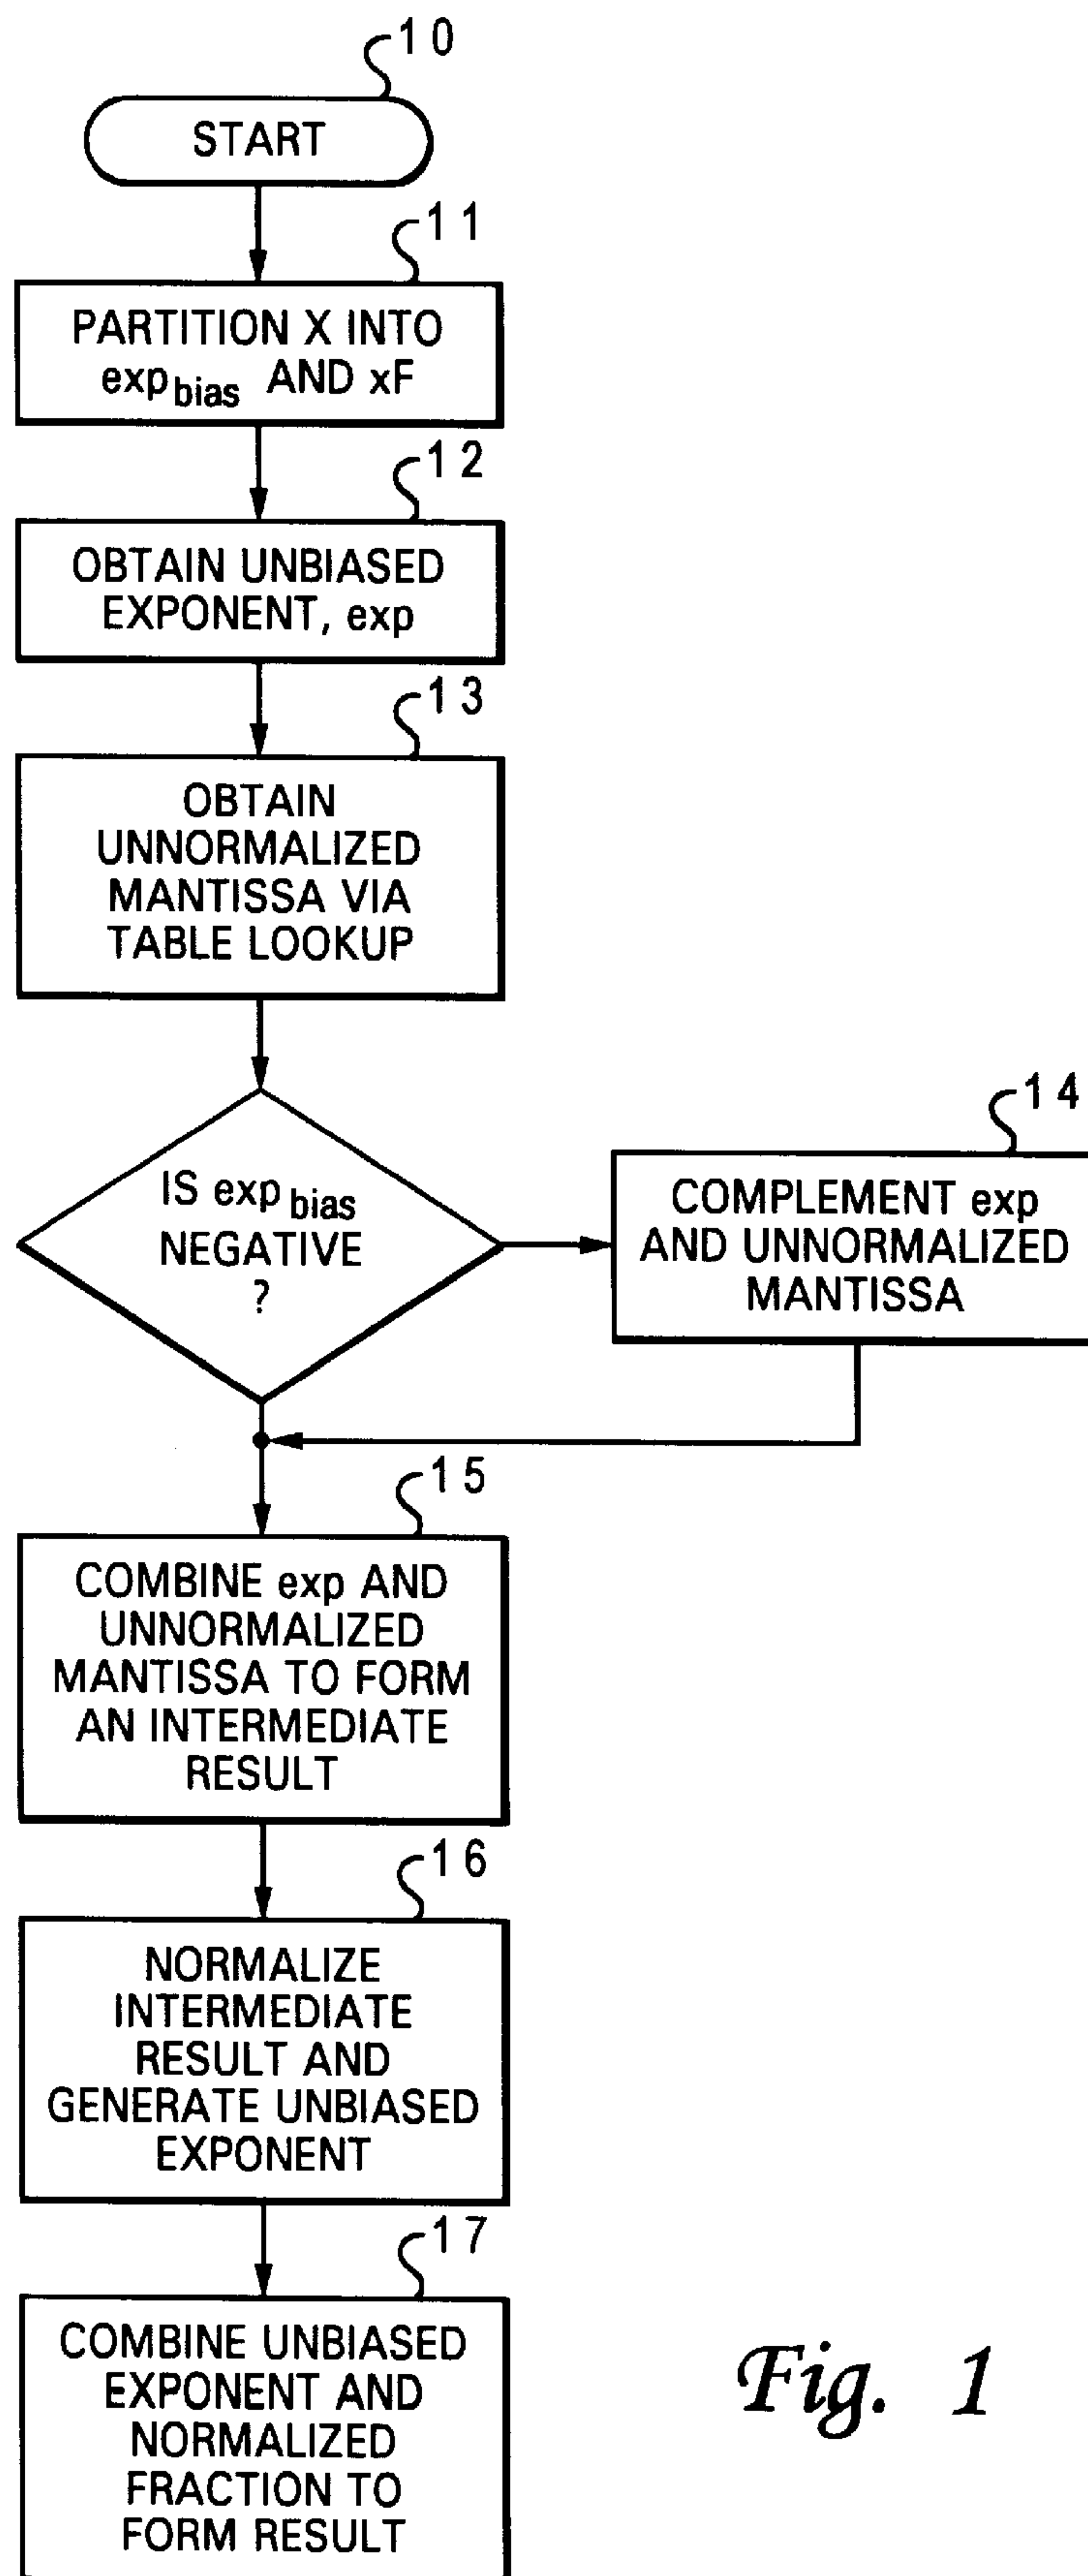 10
START
11
PARTITION X INTO
exp bias AND xF
12
OBTAIN UNBIASED
EXPONENT, exp
13
OBTAIN
UNNORMALIZED
MANTISSA VIA
TABLE LOOKUP
IS exp bias
NEGATIVE
?
14
COMPLEMENT exp
AND UNNORMALIZED
MANTISSA
15
COMBINE exp AND
UNNORMALIZED
MANTISSA TO FORM
AN INTERMEDIATE
RESULT
16
NORMALIZE
INTERMEDIATE
RESULT AND
GENERATE UNBIASED
EXPONENT
17
COMBINE UNBIASED
EXPONENT AND
NORMALIZED
FRACTION TO
FORM RESULT
Fig. 1